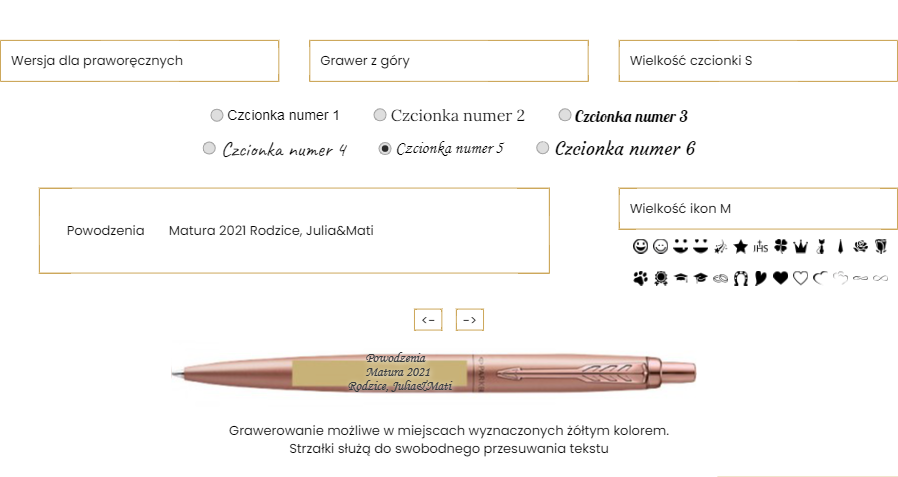 Wersja dla praworęcznych
Grawer z góry
Wielkość czcionki S
Czcionka numer 1
Czcionka numer 2
Czcionka numer 3
Czcionka numer 4
Czcionka numer 5
Czcionka numer 6
Powodzenia Matura 2021 Rodzice, Julia&Mati
Wielkość ikon M
IHS
<-
->
Powodzenia
Matura 2021
Rodzice, Julia&Mati
Grawerowanie możliwe w miejscach wyznaczonych żółtym kolorem.
Strzałki służą do swobodnego przesuwania tekstu